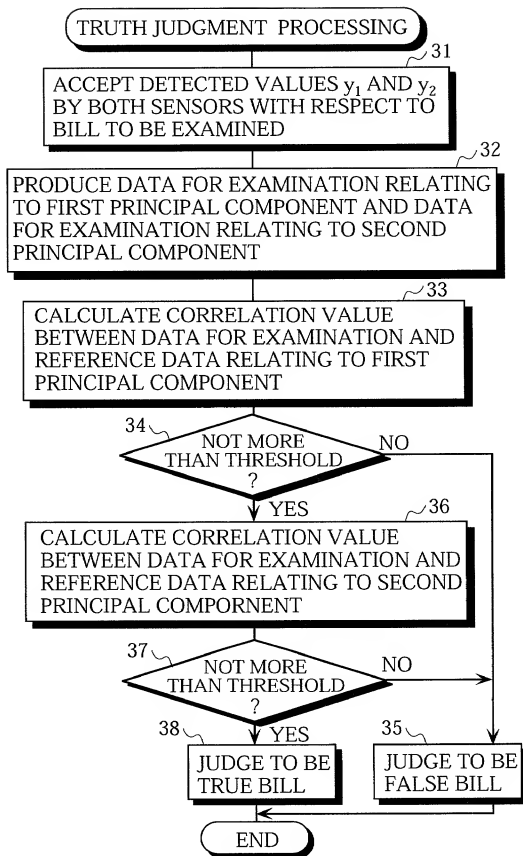 TRUTH JUDGMENT PROCESSING
31
ACCEPT DETECTED VALUES y₁ AND y₂
BY BOTH SENSORS WITH RESPECT TO
BILL TO BE EXAMINED
32
PRODUCE DATA FOR EXAMINATION RELATING
TO FIRST PRINCIPAL COMPONENT AND DATA
FOR EXAMINATION RELATING TO SECOND
PRINCIPAL COMPONENT
33
CALCULATE CORRELATION VALUE
BETWEEN DATA FOR EXAMINATION AND
REFERENCE DATA RELATING TO FIRST
PRINCIPAL COMPONENT
34
NOT MORE
THAN THRESHOLD
?
NO
YES
36
CALCULATE CORRELATION VALUE
BETWEEN DATA FOR EXAMINATION AND
REFERENCE DATA RELATING TO SECOND
PRINCIPAL COMPORNENT
37
NOT MORE
THAN THRESHOLD
?
NO
YES
38
JUDGE TO BE
TRUE BILL
35
JUDGE TO BE
FALSE BILL
END